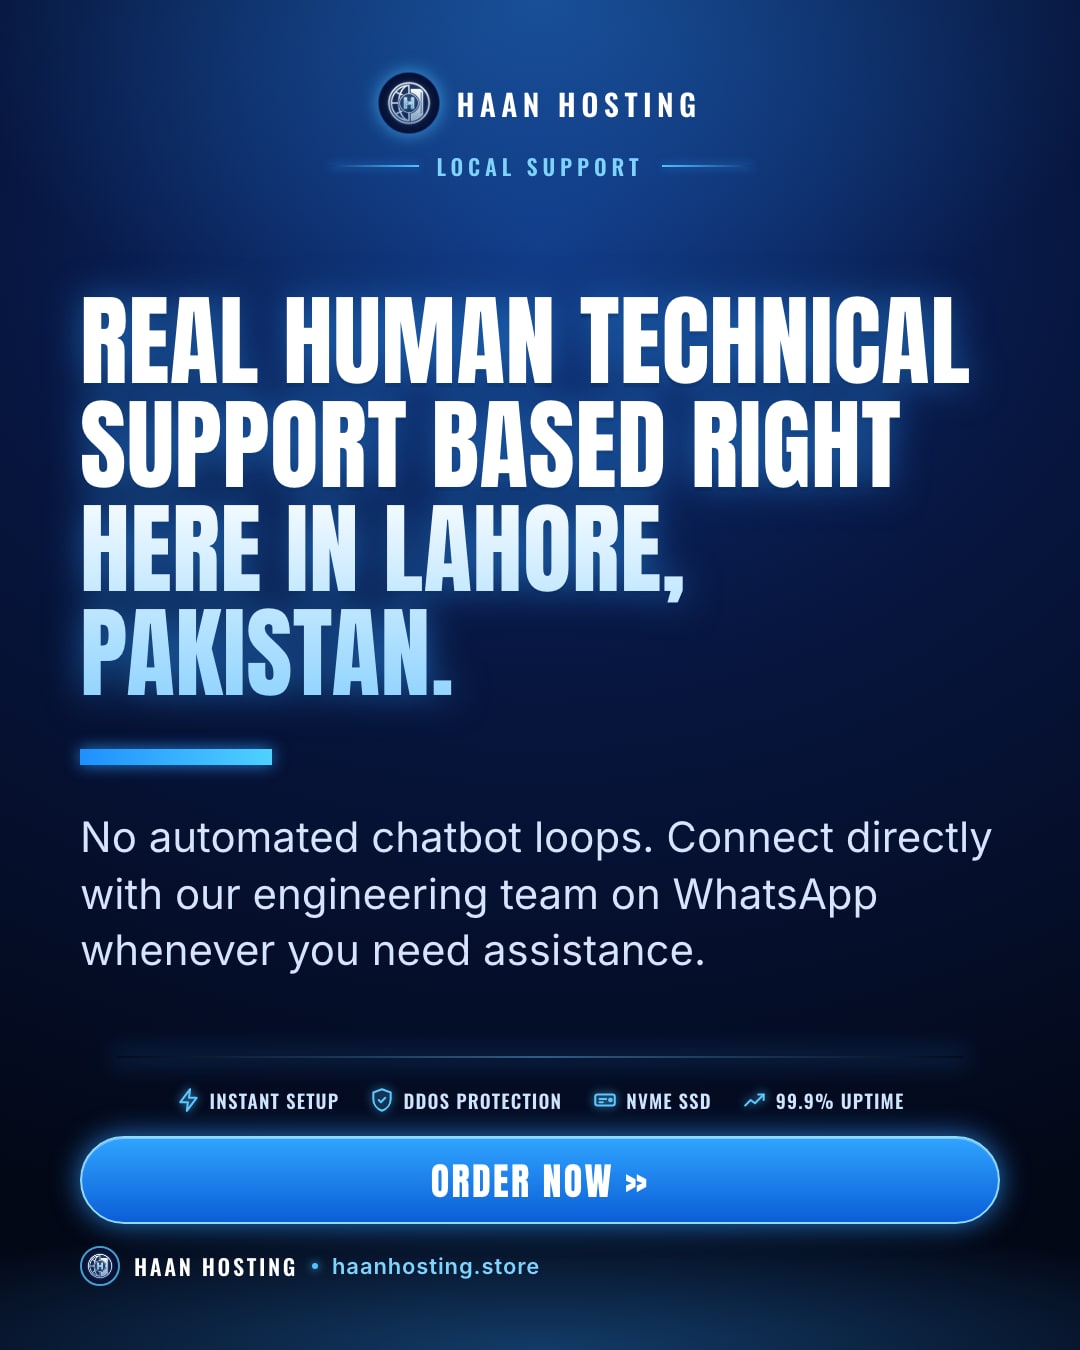 HAAN HOSTING
LOCAL SUPPORT
REAL HUMAN TECHNICAL
SUPPORT BASED RIGHT
HERE IN LAHORE,
PAKISTAN.
No automated chatbot loops. Connect directly
with our engineering team on WhatsApp
whenever you need assistance.
INSTANT SETUP DDOS PROTECTION NVME SSD 99.9% UPTIME
ORDER NOW »
HAAN HOSTING • haanhosting.store